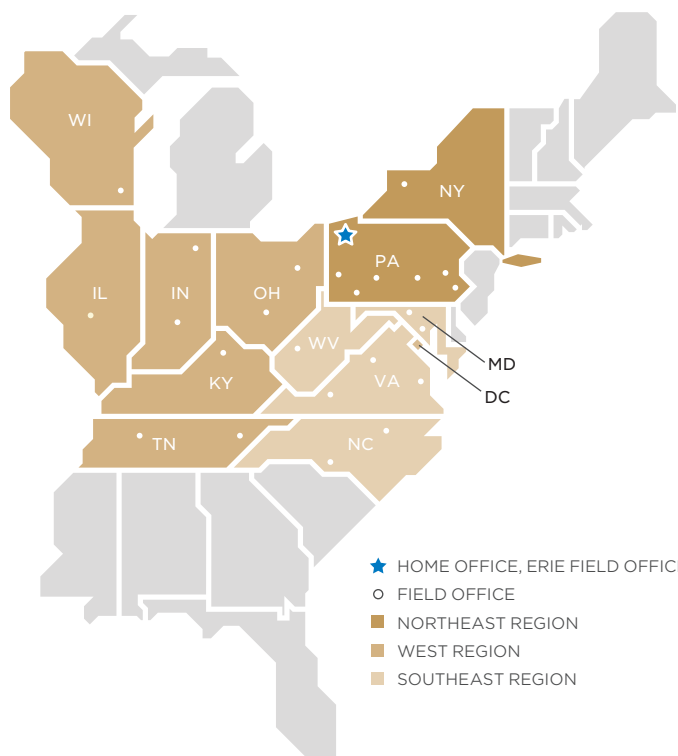 WI
NY
PA
IL
IN
OH
WV
MD
KY
VA
DC
TN
NC
HOME OFFICE, ERIE FIELD OFFIC
FIELD OFFICE
NORTHEAST REGION
WEST REGION
SOUTHEAST REGION